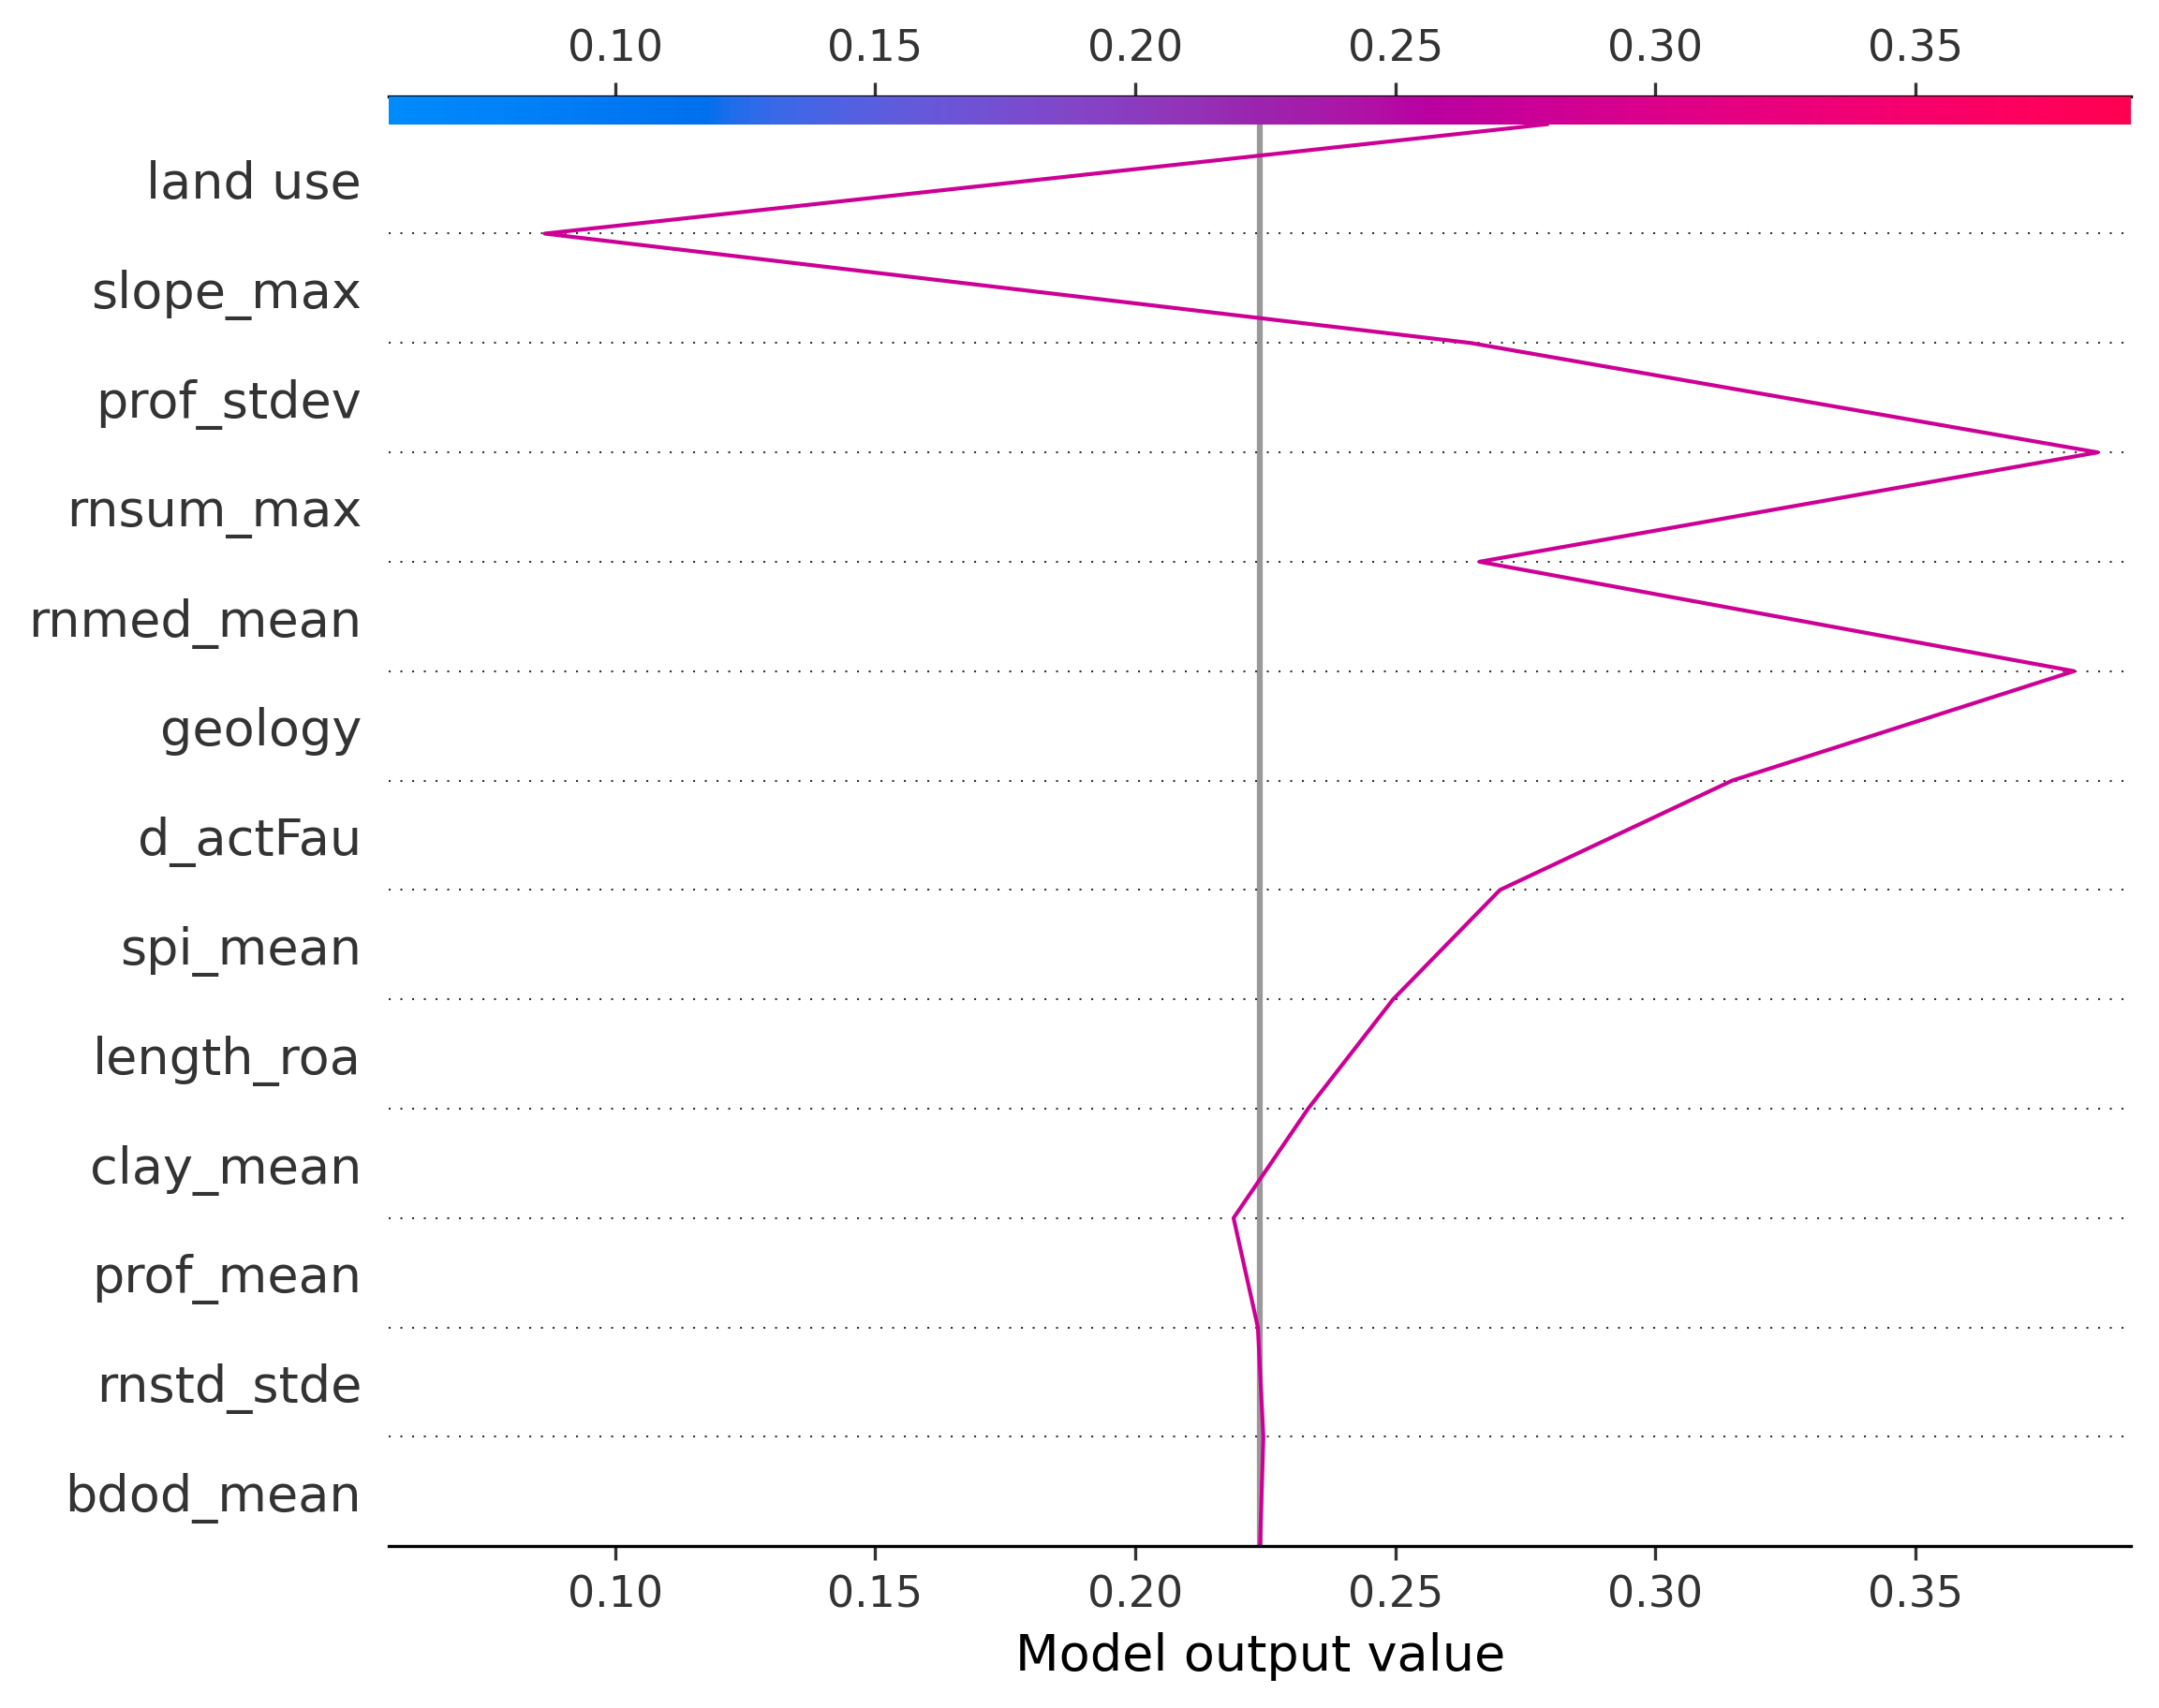 0.10 0.15 0.20 0.25 0.30 0.35
land use
slope_max
prof_stdev
rnsum_max
rnmed_mean
geology
d_actFau
spi_mean
length_roa
clay_mean
prof_mean
rnstd_stde
bdod_mean
0.10 0.15 0.20 0.25 0.30 0.35
Model output value